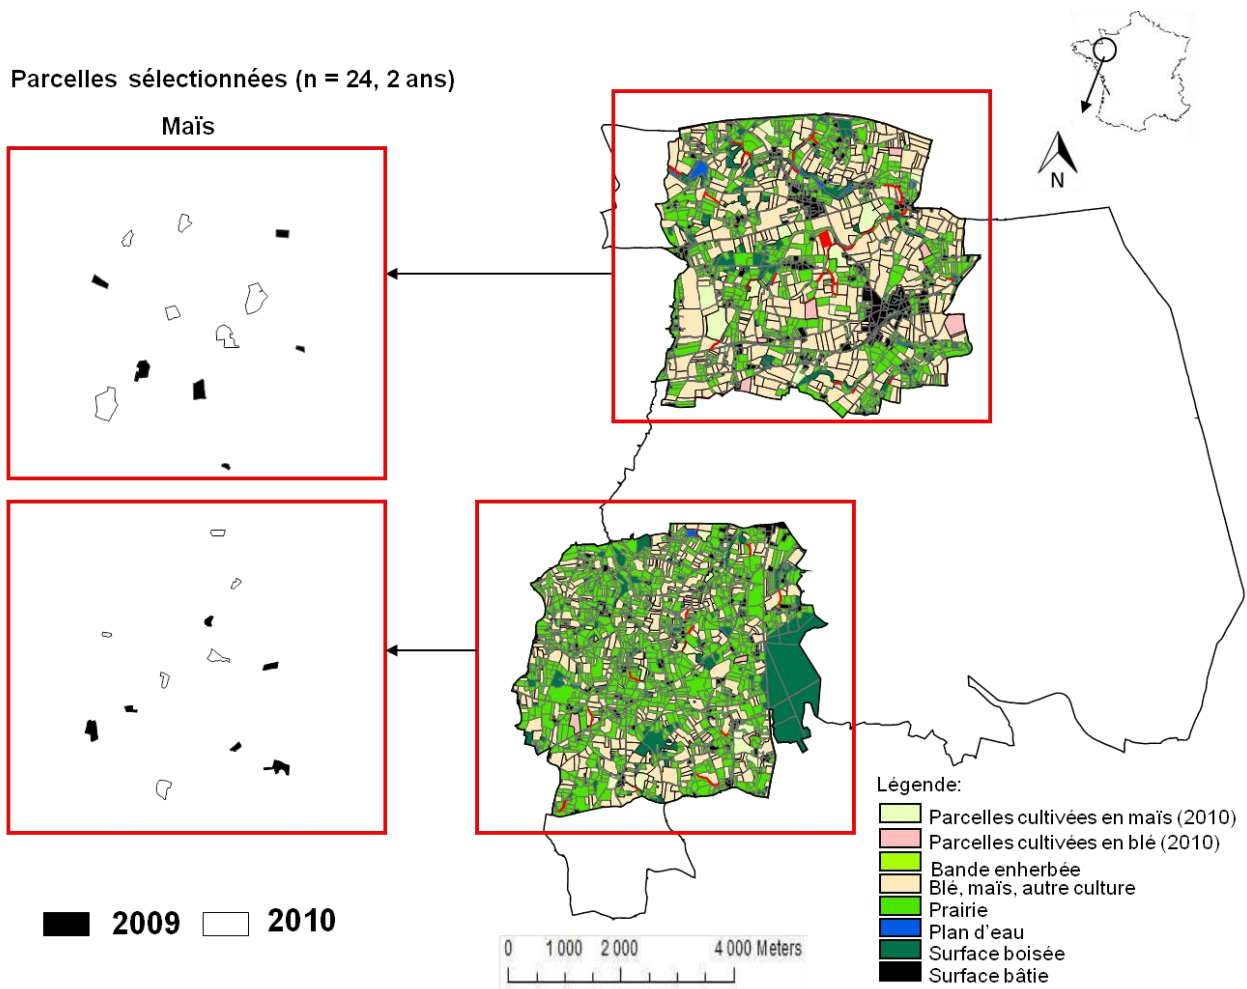 Parcelles sélectionnées (n = 24, 2 ans)
Maïs
N
Légende:
Parcelles cultivées en maïs (2010)
Parcelles cultivées en blé (2010)
Bande enherbée
Blé, maïs, autre culture
Prairie
Plan d'eau
Surface boisée
Surface bâtie
2009 2010
0 1 000 2 000 4 000 Meters